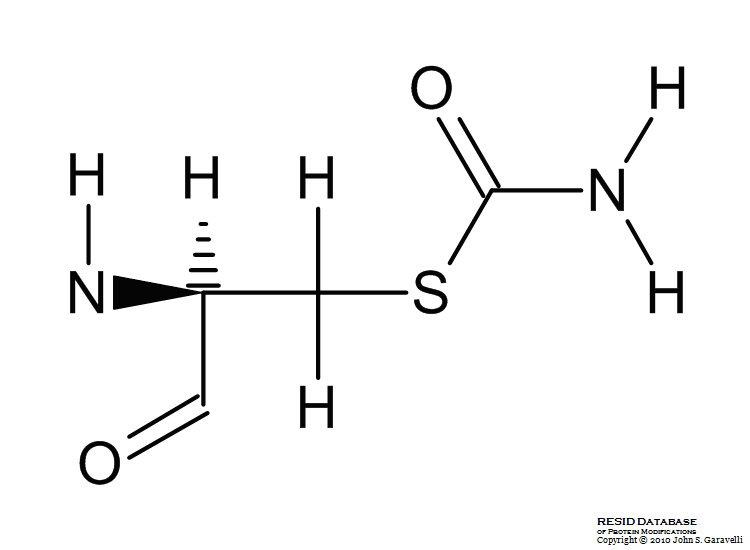 O H
H H H N
N S H
H
O
RESID DATABASE
OF PROTEIN MODIFICATIONS
Copyright © 2010 John S. Garavelli